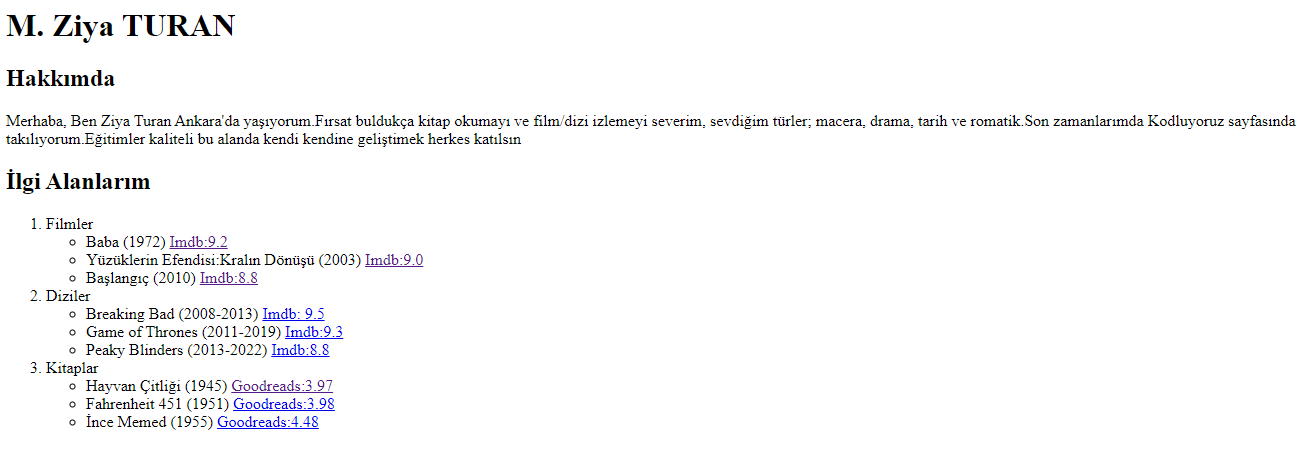 M. Ziya TURAN
Hakkımda
Merhaba, Ben Ziya Turan Ankara'da yaşıyorum.Fırsat buldukça kitap okumayı ve film/dizi izlemeyi severim, sevdiğim türler; macera, drama, tarih ve romatik.Son zamanlarımda Kodluyoruz sayfasında
takılıyorum.Eğitimler kaliteli bu alanda kendi kendine geliştimek herkes katılsın
İlgi Alanlarım
1. Filmler
Baba (1972) Imdb:9.2
Yüzüklerin Efendisi:Kralın Dönüşü (2003) Imdb:9.0
Başlangıç (2010) Imdb:8.8
2. Diziler
Breaking Bad (2008-2013) Imdb: 9.5
Game of Thrones (2011-2019) Imdb:9.3
Peaky Blinders (2013-2022) Imdb:8.8
3. Kitaplar
Hayvan Çitliği (1945) Goodreads:3.97
Fahrenheit 451 (1951) Goodreads:3.98
İnce Memed (1955) Goodreads:4.48